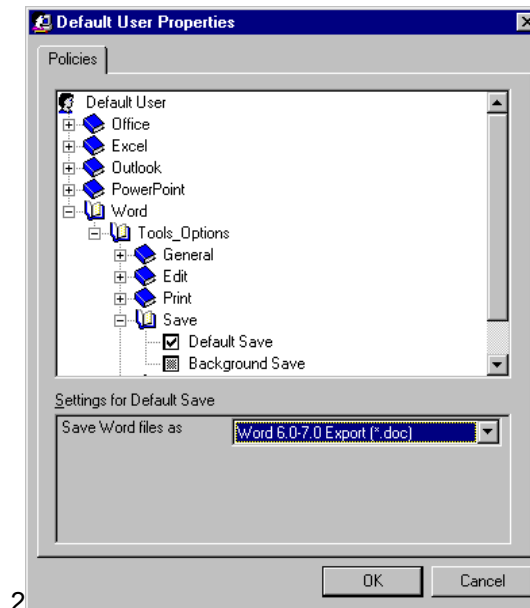 Default User Properties
Policies
Default User
Office
Excel
Outlook
PowerPoint
Word
Tools_Options
General
Edit
Print
Save
Default Save
Background Save
Settings for Default Save
Save Word files as
Word 6.0-7.0 Export (*.doc)
OK Cancel
2